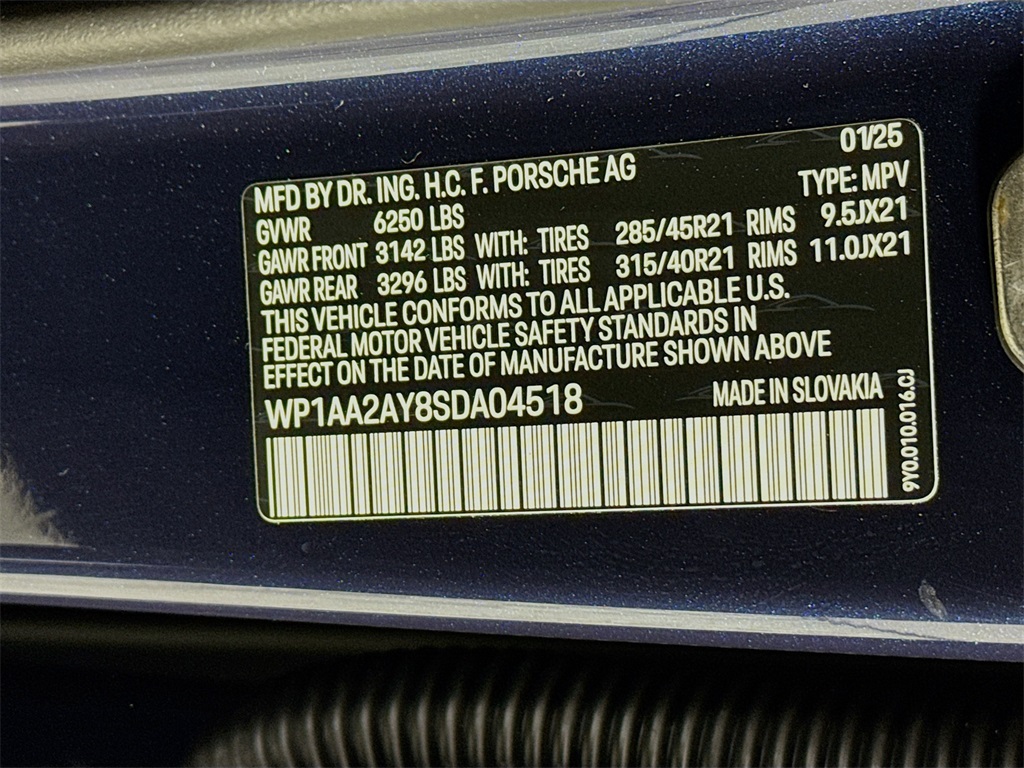 01/25
MFD BY DR. ING. H.C. F. PORSCHE AG TYPE: MPV
GVWR 6250 LBS
GAWR FRONT 3142 LBS WITH: TIRES 285/45R21 RIMS 9.5JX21
GAWR REAR 3296 LBS WITH: TIRES 315/40R21 RIMS 11.0JX21
THIS VEHICLE CONFORMS TO ALL APPLICABLE U.S.
FEDERAL MOTOR VEHICLE SAFETY STANDARDS IN
EFFECT ON THE DATE OF MANUFACTURE SHOWN ABOVE
WP1AA2AY8SDA04518 MADE IN SLOVAKIA
9Y0.010.016.CJ